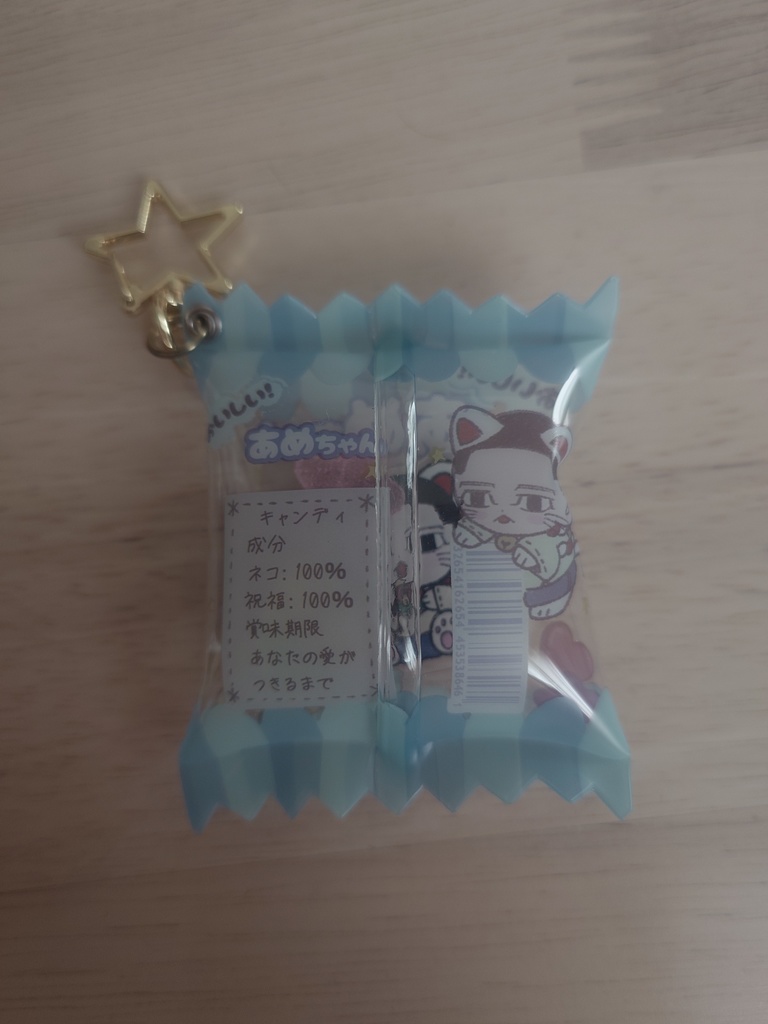 おいしい!
あめちゃん
キャンディ
成分
ネコ: 100%
祝福: 100%
賞味期限
あなたの愛が
つきるまで